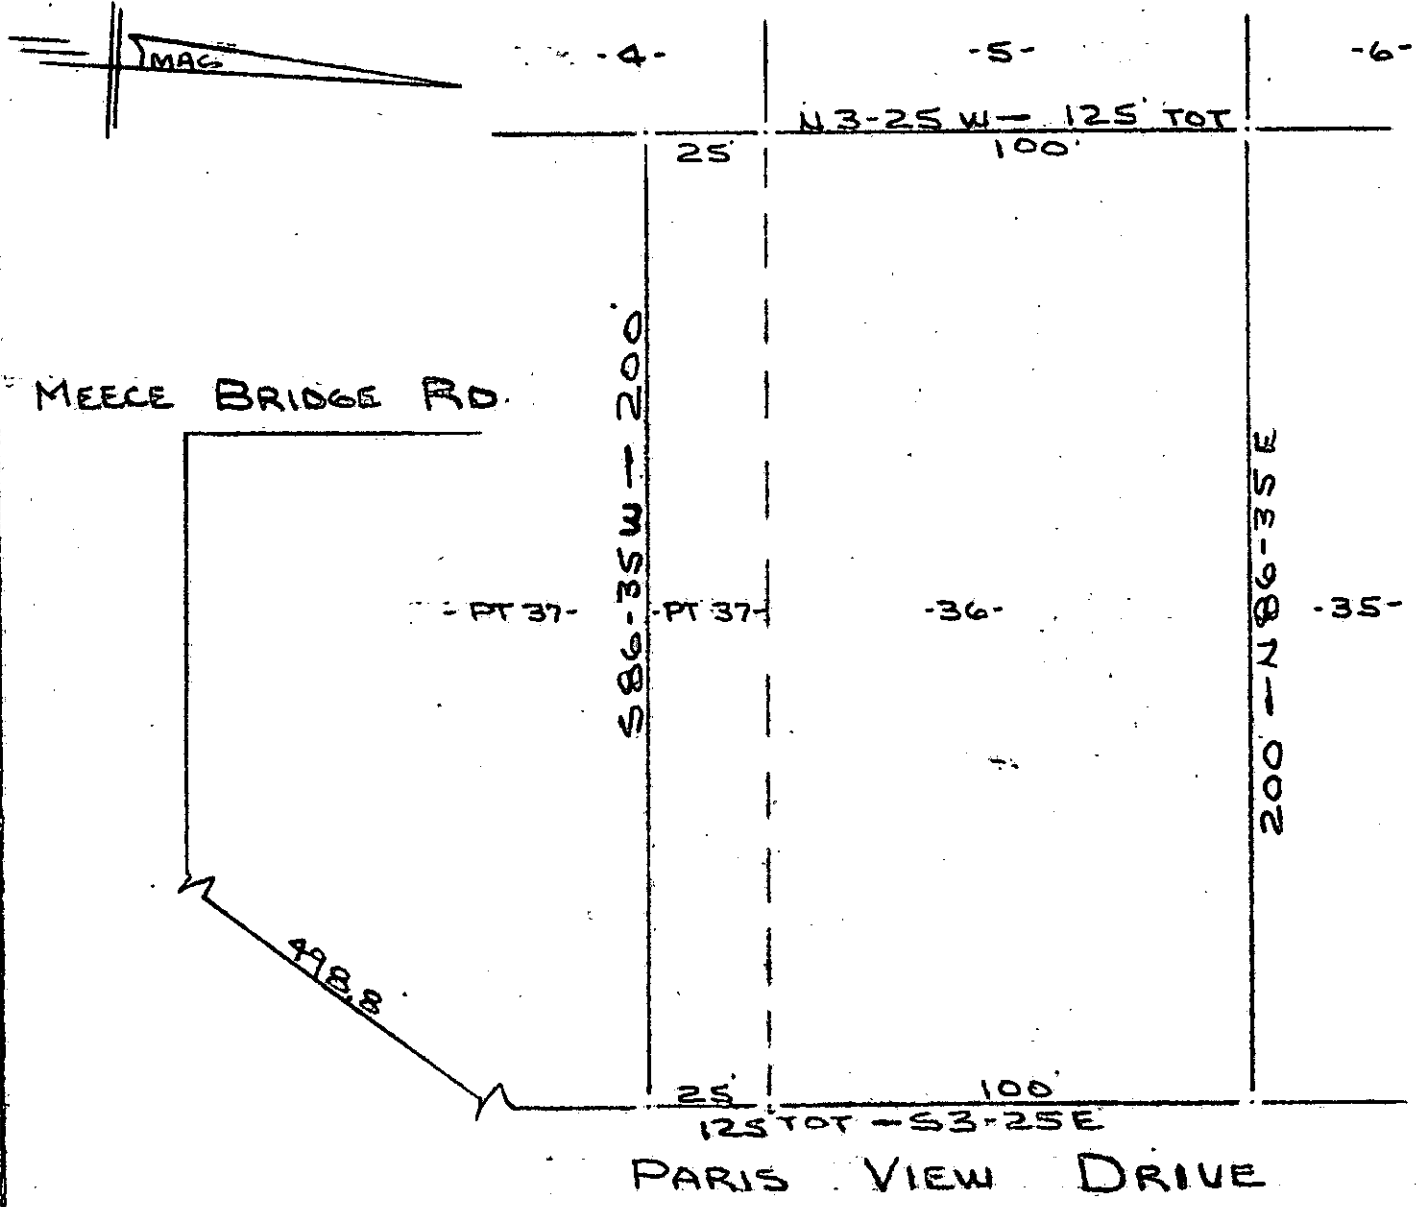 MAG
-4-
-5-
-6-
N 3-25 W — 125' TOT
25'
100'
MEECE BRIDGE RD.
S 86-35 W — 200'
200 — N 86-35 E
- PT 37-
-PT 37-
-36-
-35-
498.8
25'
100'
125' TOT — S 3-25 E
PARIS VIEW DRIVE